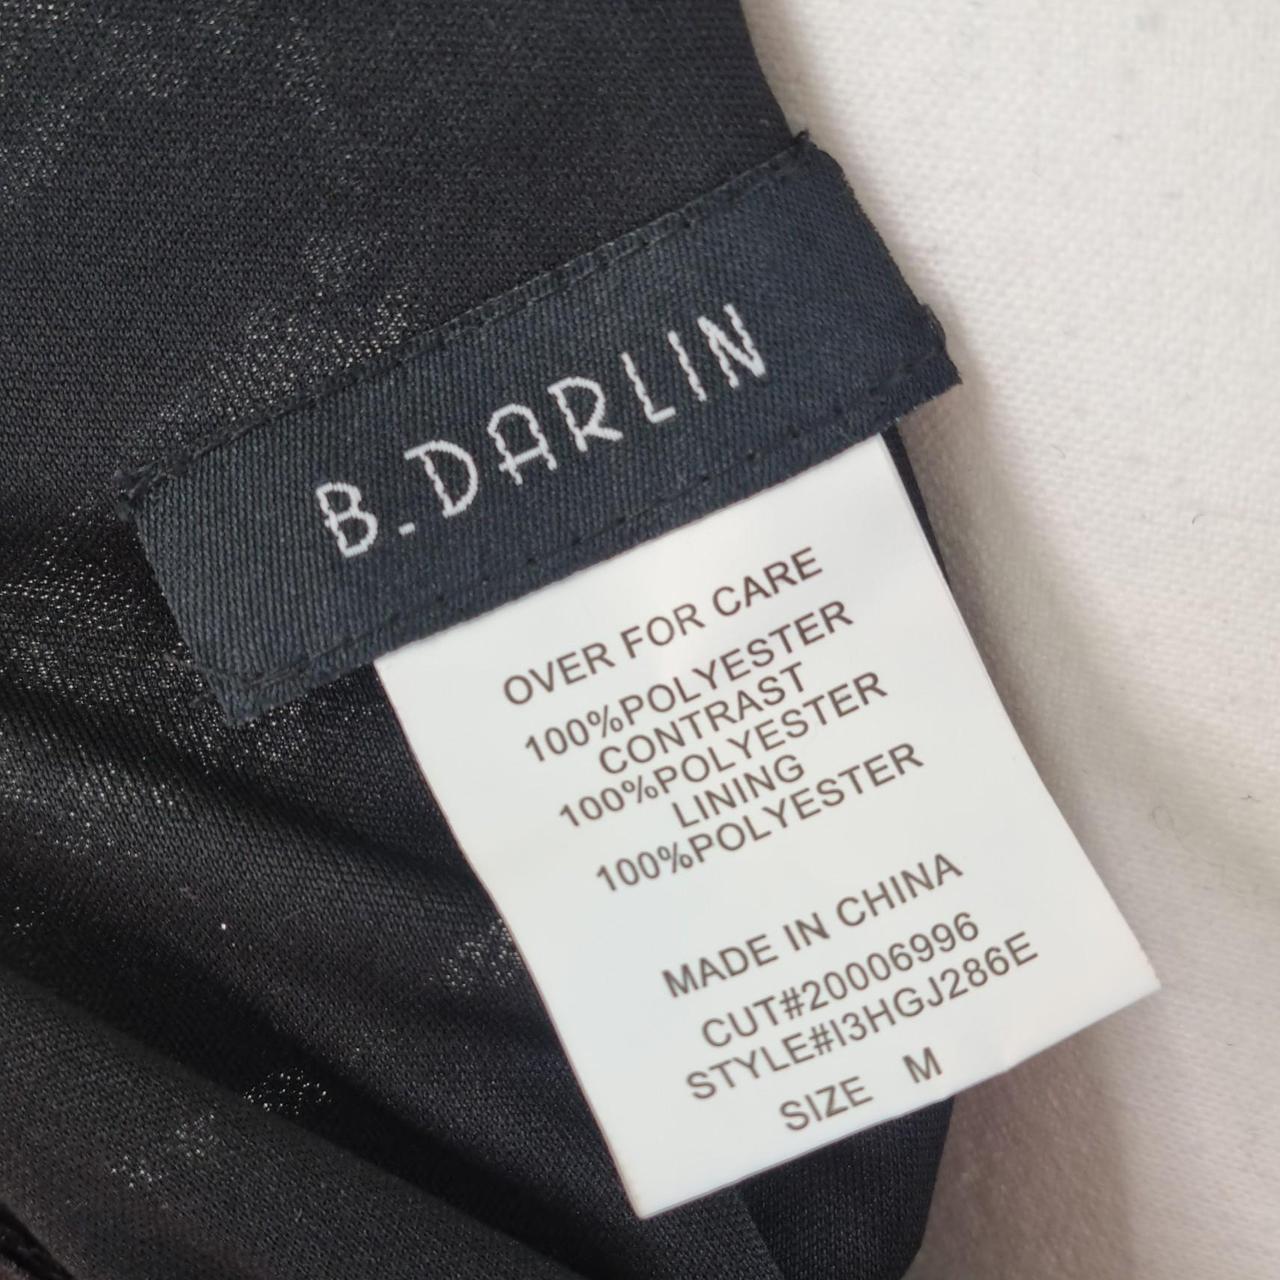 B.DARLIN
OVER FOR CARE
100%POLYESTER
CONTRAST
100%POLYESTER
LINING
100%POLYESTER
MADE IN CHINA
CUT#20006996
STYLE#I3HGJ286E
SIZE M